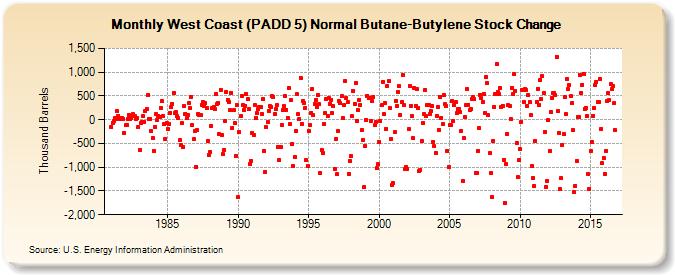 Monthly West Coast (PADD 5) Normal Butane-Butylene Stock Change
Thousand Barrels
1,500
1,000
500
0
-500
-1,000
-1,500
-2,000
1985 1990 1995 2000 2005 2010 2015
Source: U.S. Energy Information Administration